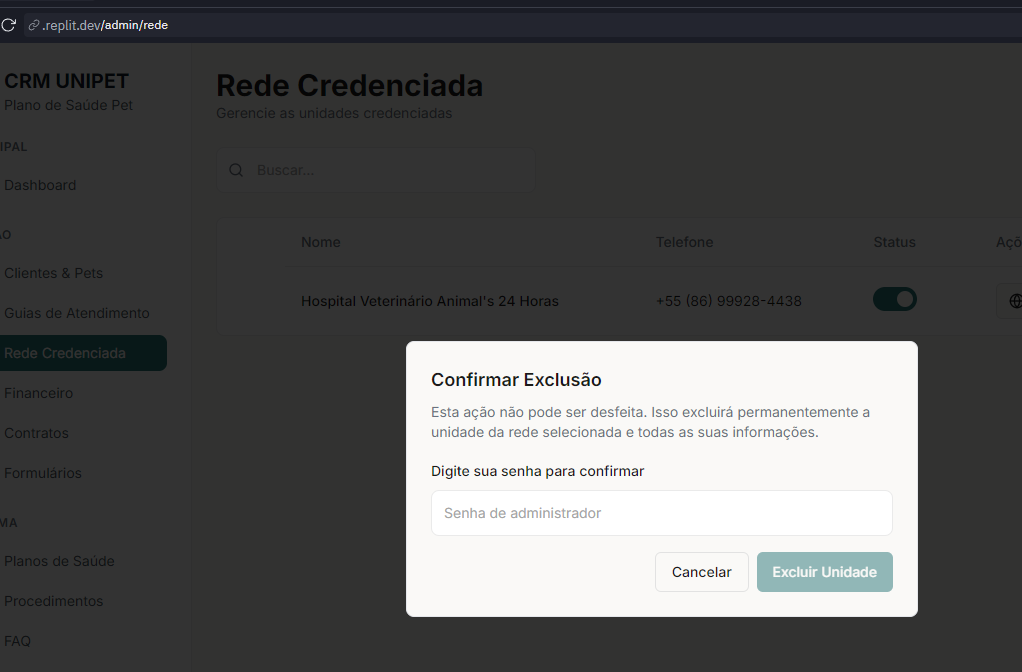 .replit.dev/admin/rede
CRM UNIPET
Plano de Saúde Pet
IPAL
Dashboard
ÃO
Clientes & Pets
Guias de Atendimento
Rede Credenciada
Financeiro
Contratos
Formulários
MA
Planos de Saúde
Procedimentos
FAQ
Rede Credenciada
Gerencie as unidades credenciadas
Buscar...
Nome Telefone Status Açõ
Hospital Veterinário Animal's 24 Horas +55 (86) 99928-4438
Confirmar Exclusão
Esta ação não pode ser desfeita. Isso excluirá permanentemente a
unidade da rede selecionada e todas as suas informações.
Digite sua senha para confirmar
Senha de administrador
Cancelar Excluir Unidade